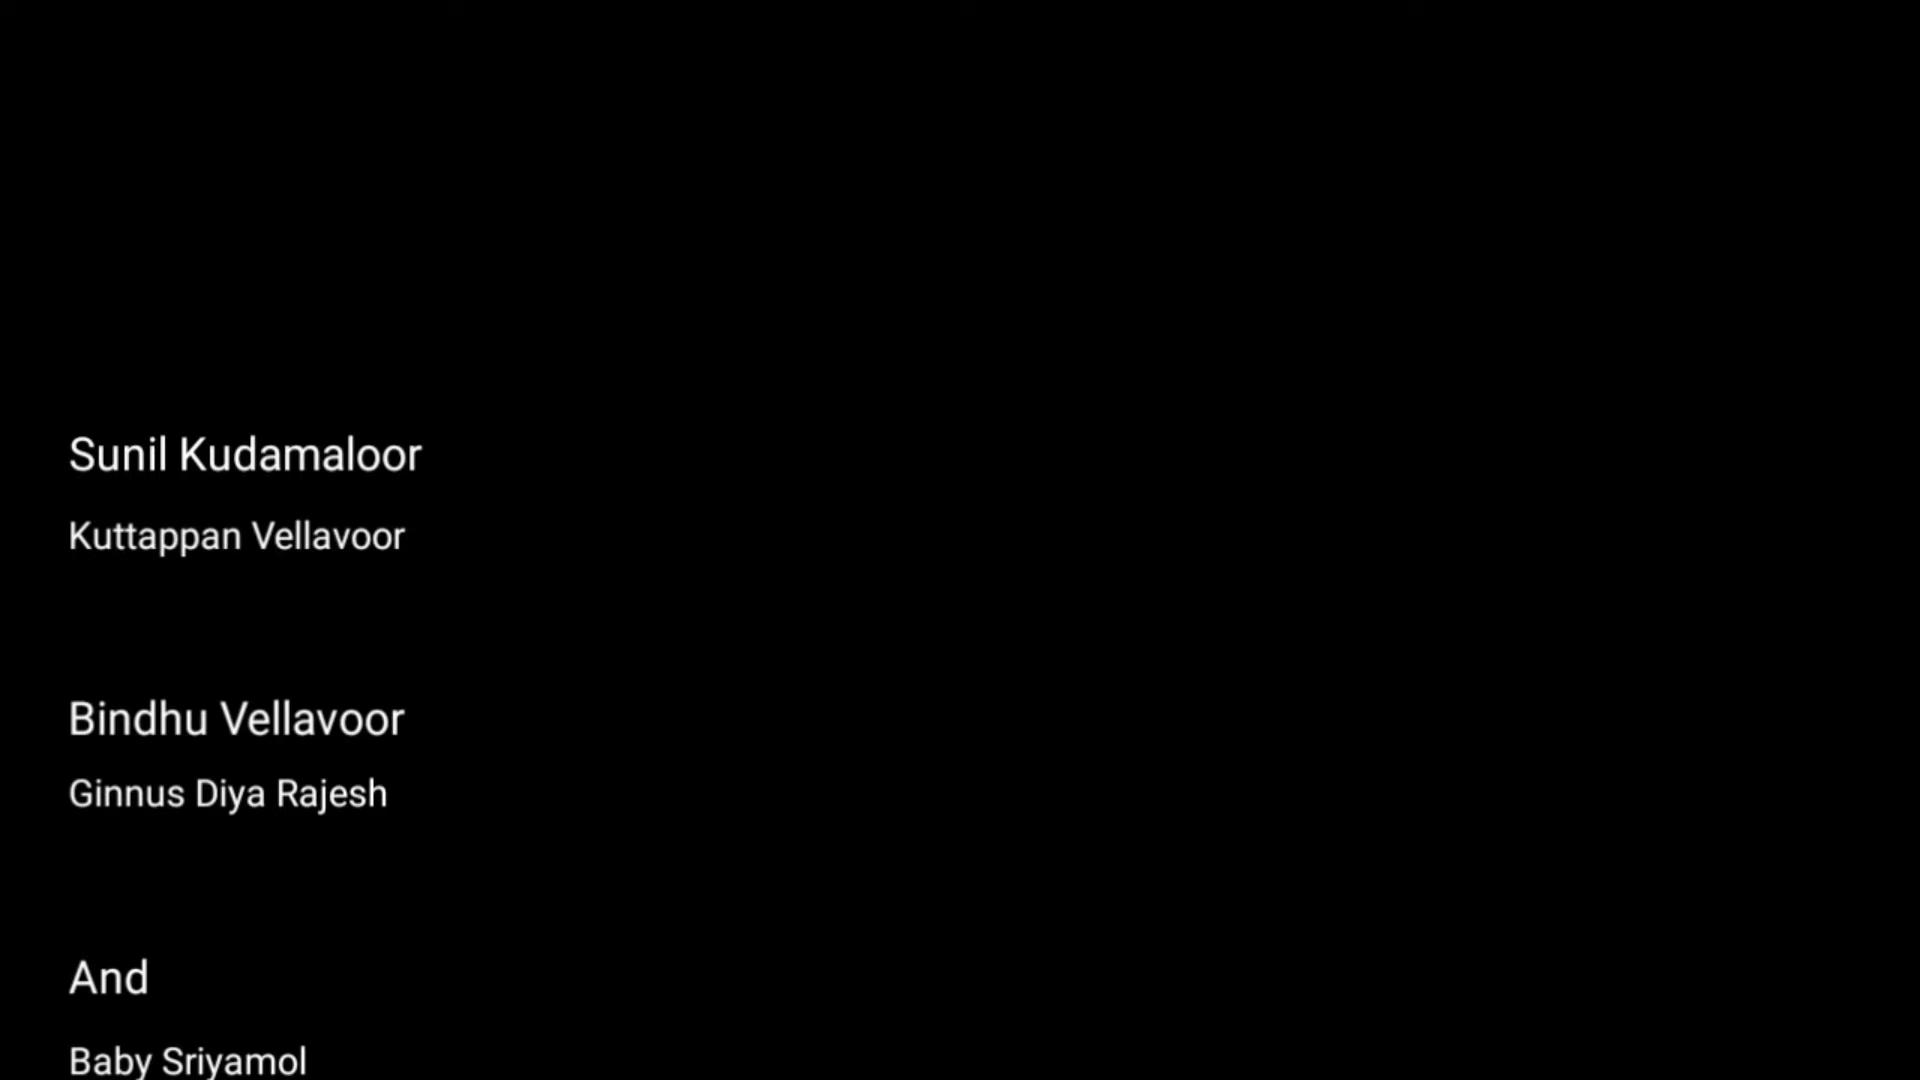 Sunil Kudamaloor
Kuttappan Vellavoor
Bindhu Vellavoor
Ginnus Diya Rajesh
And
Baby Sriyamol